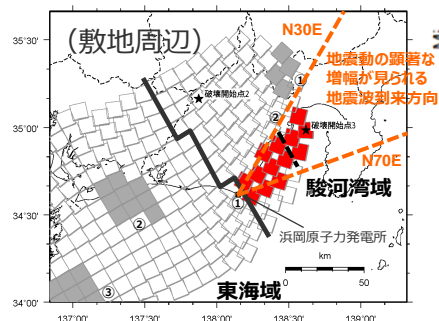 35°30'
(敷地周辺)
N30E
地震動の顕著な
増幅が見られる
地震波到来方向
①
★破壊開始点2
②
★破壊開始点3
35°00'
N70E
駿河湾域
①
34°30'
②
浜岡原子力発電所
km
0 50
③
東海域
34°00'
137°00' 137°30' 138°00' 138°30' 139°00'